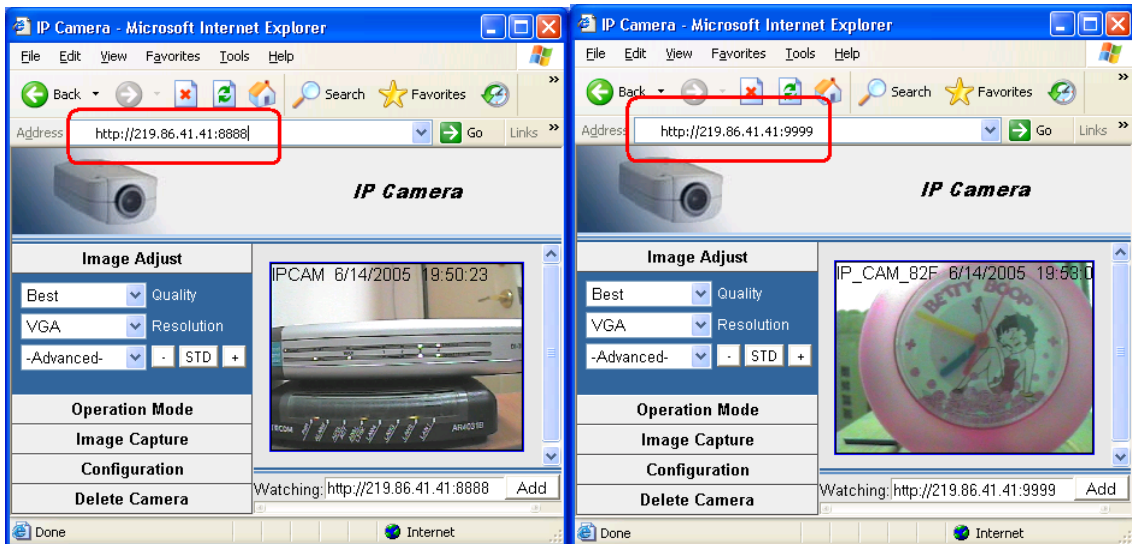 IP Camera - Microsoft Internet Explorer
File Edit View Favorites Tools Help
Back Search Favorites
Address http://219.86.41.41:8888 Go Links
IP Camera
Image Adjust
Best Quality
VGA Resolution
-Advanced- - STD +
Operation Mode
Image Capture
Configuration
Delete Camera
IPCAM 6/14/2005 19:50:23
AR4031B
Watching: http://219.86.41.41:8888 Add
Done Internet
IP Camera - Microsoft Internet Explorer
File Edit View Favorites Tools Help
Back Search Favorites
Address http://219.86.41.41:9999 Go Links
IP Camera
Image Adjust
Best Quality
VGA Resolution
-Advanced- - STD +
Operation Mode
Image Capture
Configuration
Delete Camera
IP_CAM_82F 6/14/2005 19:53:0
BETTY BOOP
Watching: http://219.86.41.41:9999 Add
Done Internet